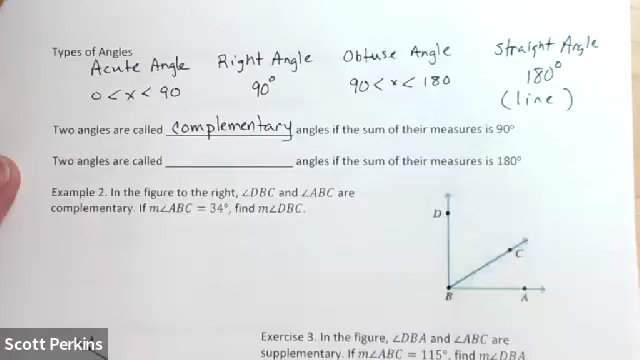 Types of Angles
Acute Angle Right Angle Obtuse Angle Straight Angle
0 < x < 90 90° 90 < x < 180 180°
(line)
Two angles are called complementary angles if the sum of their measures is 90°
Two angles are called ____________ angles if the sum of their measures is 180°
Example 2. In the figure to the right, ∠DBC and ∠ABC are
complementary. If m∠ABC = 34°, find m∠DBC.
D
C
B A
Scott Perkins
Exercise 3. In the figure, ∠DBA and ∠ABC are
supplementary. If m∠ABC = 115°, find m∠DBA